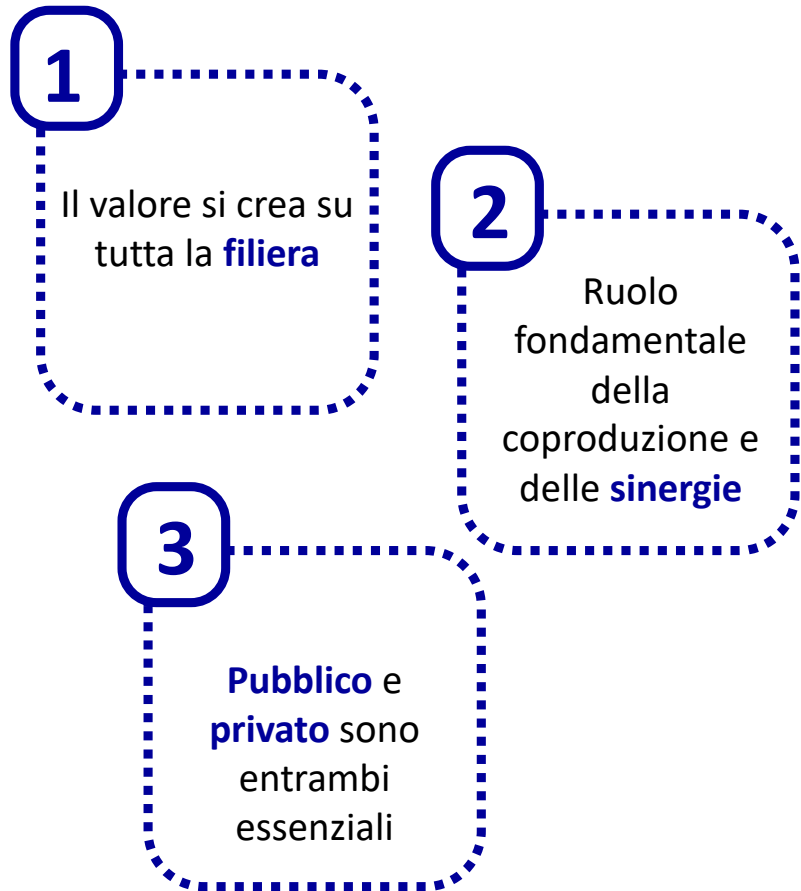 1
Il valore si crea su
tutta la filiera
2
Ruolo
fondamentale
della
coproduzione e
delle sinergie
3
Pubblico e
privato sono
entrambi
essenziali